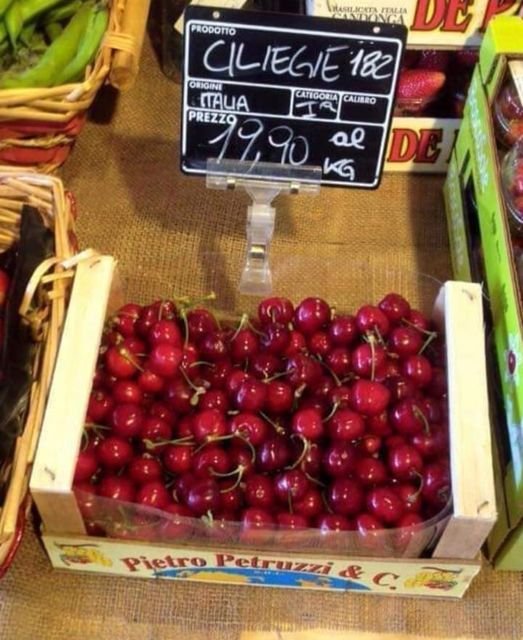 PRODOTTO
CILIEGIE 182
ORIGINE
ITALIA
CATEGORIA
Iª
CALIBRO
PREZZO
19,90 al
KG
BASILICATA ITALIA
CANDONGA
DE
DE
Pietro Petruzzi & C.